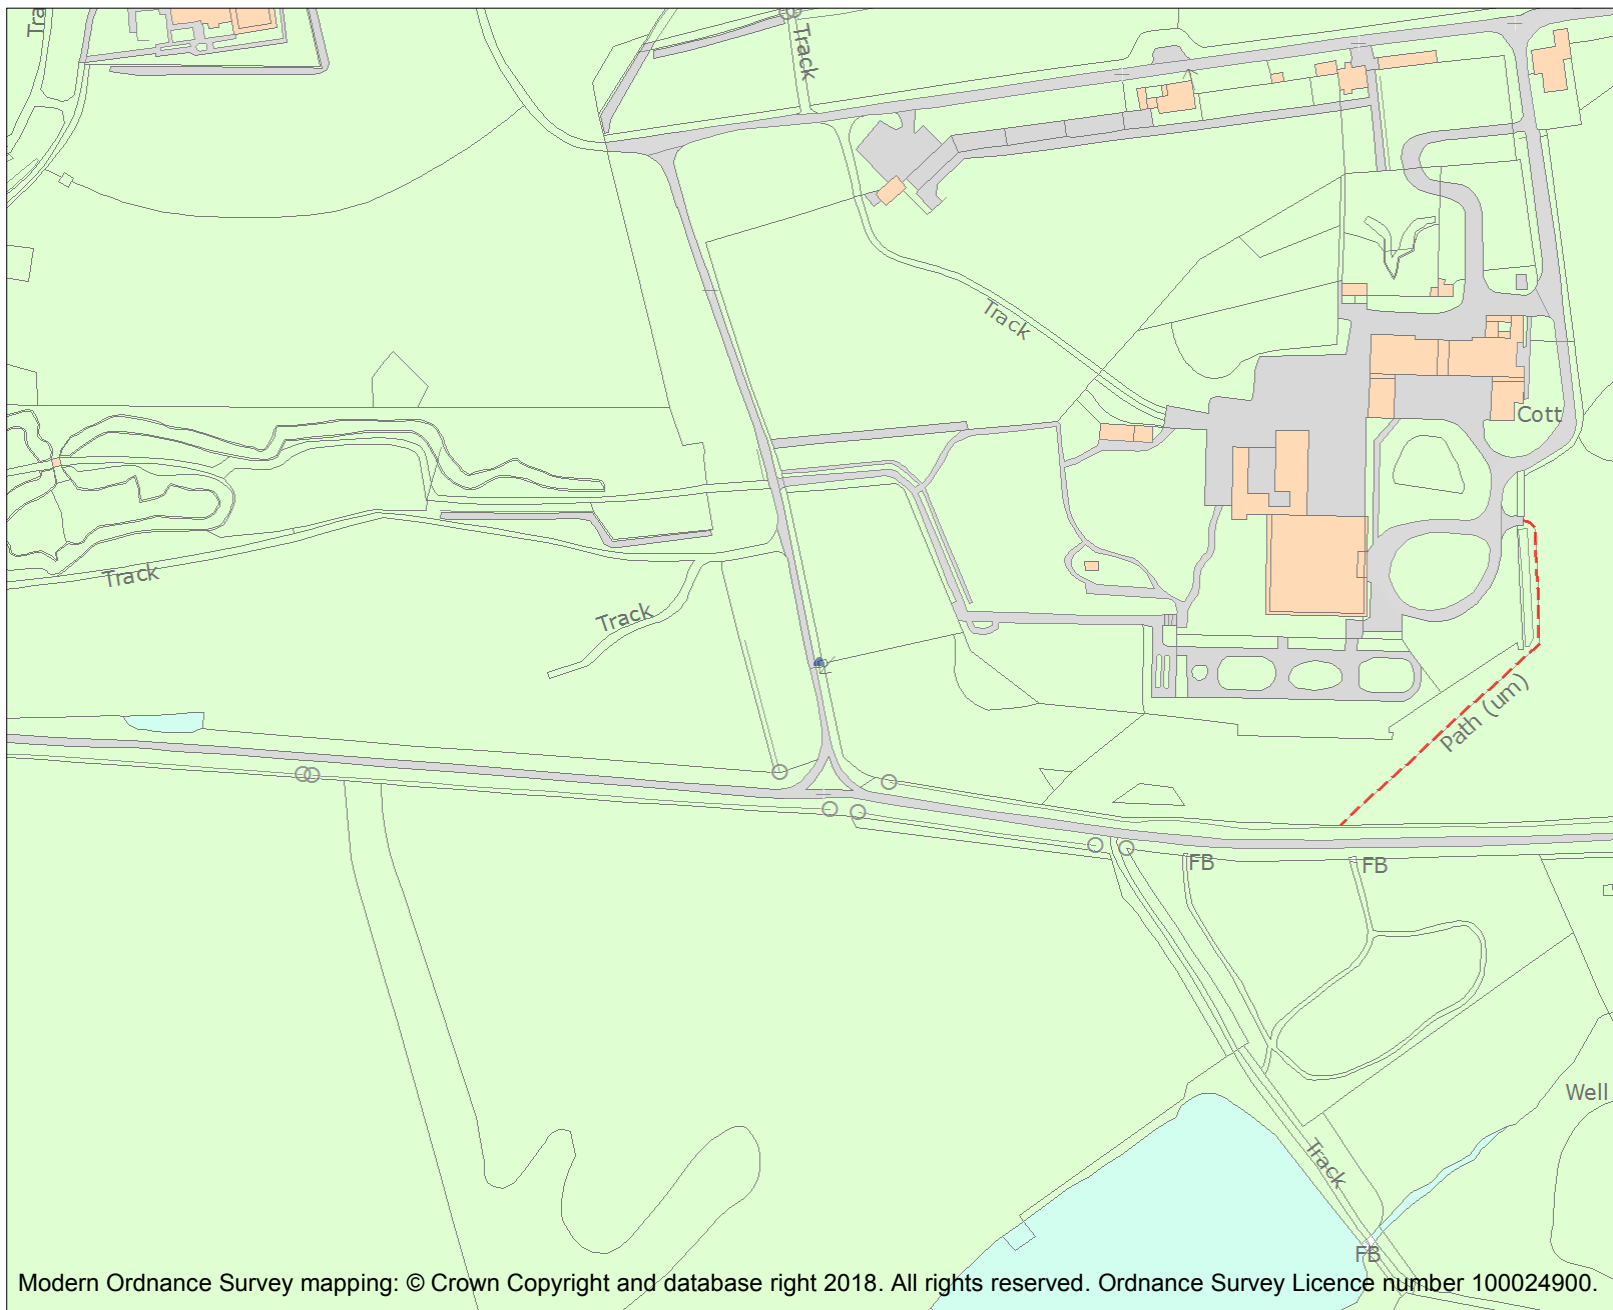 Tra
Track
Track
Cott
Track
Track
Path (um)
FB
FB
Well
Track
FB
Modern Ordnance Survey mapping: © Crown Copyright and database right 2018. All rights reserved. Ordnance Survey Licence number 100024900.